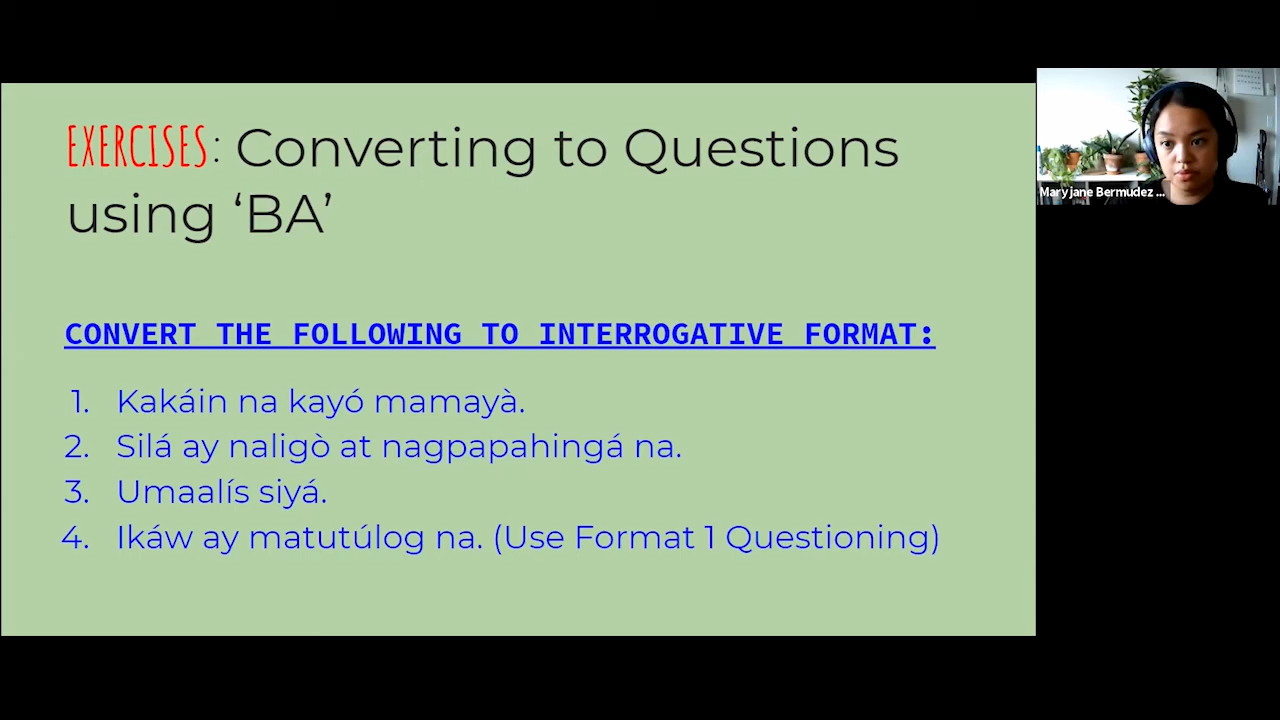 EXERCISES: Converting to Questions
using ‘BA’
CONVERT THE FOLLOWING TO INTERROGATIVE FORMAT:
1. Kakáin na kayó mamayà.
2. Silá ay naligò at nagpapahingá na.
3. Umaalís siyá.
4. Ikáw ay matutúlog na. (Use Format 1 Questioning)
Mary jane Bermudez ...